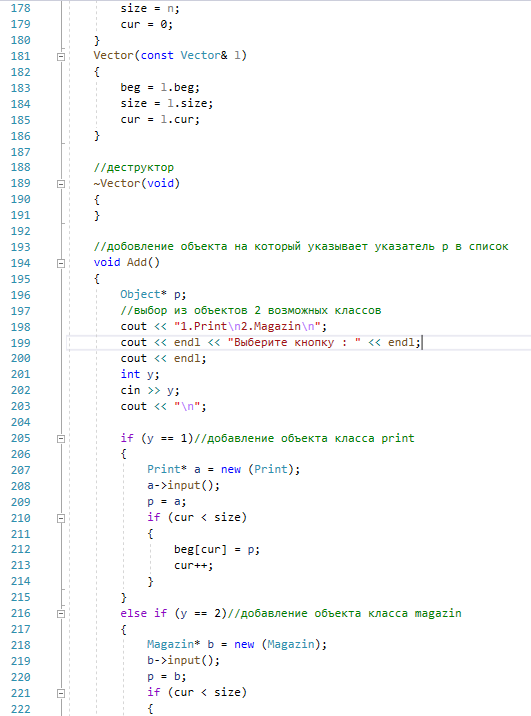 178 size = n;
179 cur = 0;
180 }
181 Vector(const Vector& l)
182 {
183 beg = l.beg;
184 size = l.size;
185 cur = l.cur;
186 }
187
188 //деструктор
189 ~Vector(void)
190 {
191 }
192
193 //добовление объекта на который указывает указатель p в список
194 void Add()
195 {
196 Object* p;
197 //выбор из объектов 2 возможных классов
198 cout << "1.Print\n2.Magazin\n";
199 cout << endl << "Выберите кнопку : " << endl;
200 cout << endl;
201 int y;
202 cin >> y;
203 cout << "\n";
204
205 if (y == 1)//добавление объекта класса print
206 {
207 Print* a = new (Print);
208 a->input();
209 p = a;
210 if (cur < size)
211 {
212 beg[cur] = p;
213 cur++;
214 }
215 }
216 else if (y == 2)//добавление объекта класса magazin
217 {
218 Magazin* b = new (Magazin);
219 b->input();
220 p = b;
221 if (cur < size)
222 {